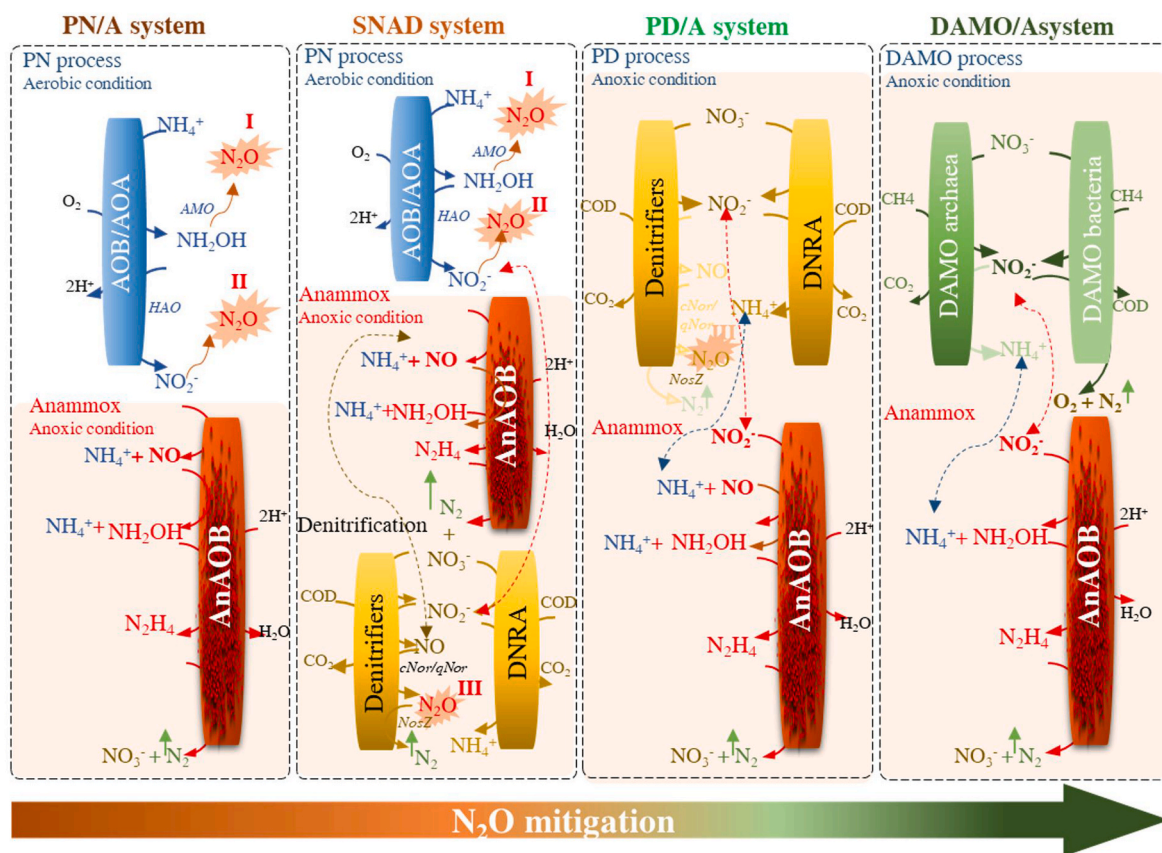 PN/A system
PN process
Aerobic condition
NH₄⁺
I
N₂O
AOB/AOA
O₂
AMO
NH₂OH
II
2H⁺
HAO
N₂O
NO₂⁻
Anammox
Anoxic condition
NH₄⁺ + NO
NH₄⁺ + NH₂OH
2H⁺
AnAOB
N₂H₄
H₂O
NO₃⁻ + N₂
SNAD system
PN process
Aerobic condition
I
NH₄⁺
N₂O
O₂
AOB/AOA
AMO
NH₂OH
II
2H⁺
HAO
N₂O
NO₂⁻
Anammox
Anoxic condition
NH₄⁺ + NO
2H⁺
NH₄⁺ + NH₂OH
AnAOB
H₂O
N₂H₄
N₂
Denitrification
+
NO₃⁻
COD
NO₂⁻
COD
Denitrifiers
NO
DNRA
CO₂
cNor/qNor
CO₂
III
N₂O
NosZ
NH₄⁺
N₂
PD/A system
PD process
Anoxic condition
NO₃⁻
Denitrifiers
DNRA
COD
NO₂⁻
COD
NO
CO₂
cNor/
qNor
NH₄⁺
CO₂
III
N₂O
NosZ
N₂
Anammox
NO₂⁻
NH₄⁺ + NO
2H⁺
NH₄⁺ + NH₂OH
AnAOB
H₂O
N₂H₄
NO₃⁻ + N₂
DAMO/Asystem
DAMO process
Anoxic condition
NO₃⁻
DAMO archaea
DAMO bacteria
CH4
CH4
NO₂⁻
CO₂
COD
NH₄⁺
O₂ + N₂
Anammox
NO₂⁻
2H⁺
NH₄⁺ + NH₂OH
AnAOB
H₂O
N₂H₄
NO₃⁻ + N₂
N₂O mitigation